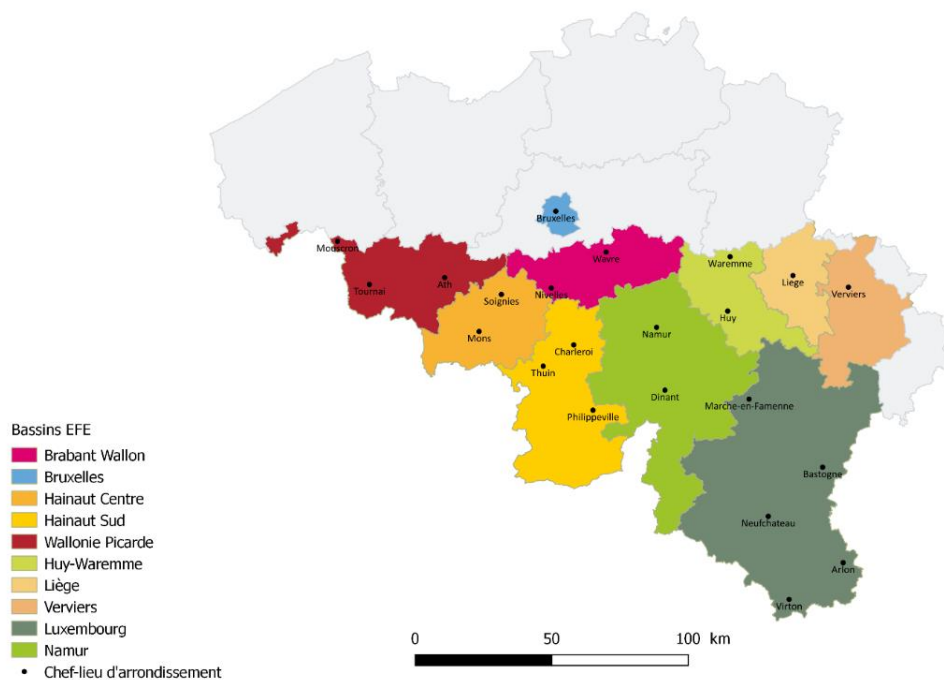 Bruxelles
Mouscron
Wavre
Waremme
Tournai
Ath
Liège
Nivelles
Soignies
Verviers
Huy
Mons
Namur
Charleroi
Thuin
Dinant
Marche-en-Famenne
Philippeville
Bassins EFE
Brabant Wallon
Bruxelles
Hainaut Centre
Hainaut Sud
Wallonie Picarde
Huy-Waremme
Liège
Verviers
Luxembourg
Namur
Chef-lieu d'arrondissement
Bastogne
Neufchateau
Arlon
Virton
0 50 100 km